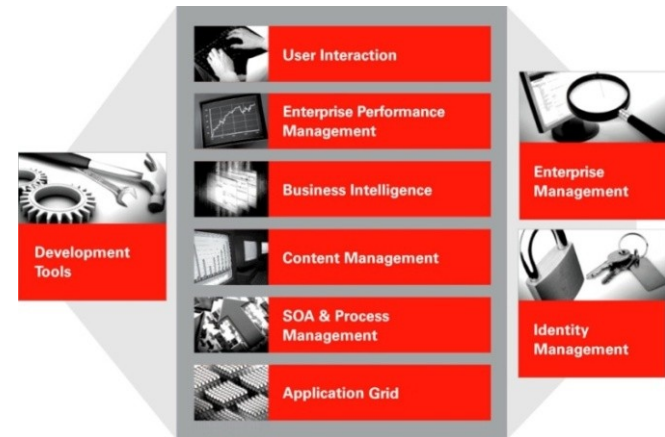 User Interaction
Enterprise Performance
Management
Business Intelligence
Content Management
SOA & Process
Management
Application Grid
Development
Tools
Enterprise
Management
Identity
Management